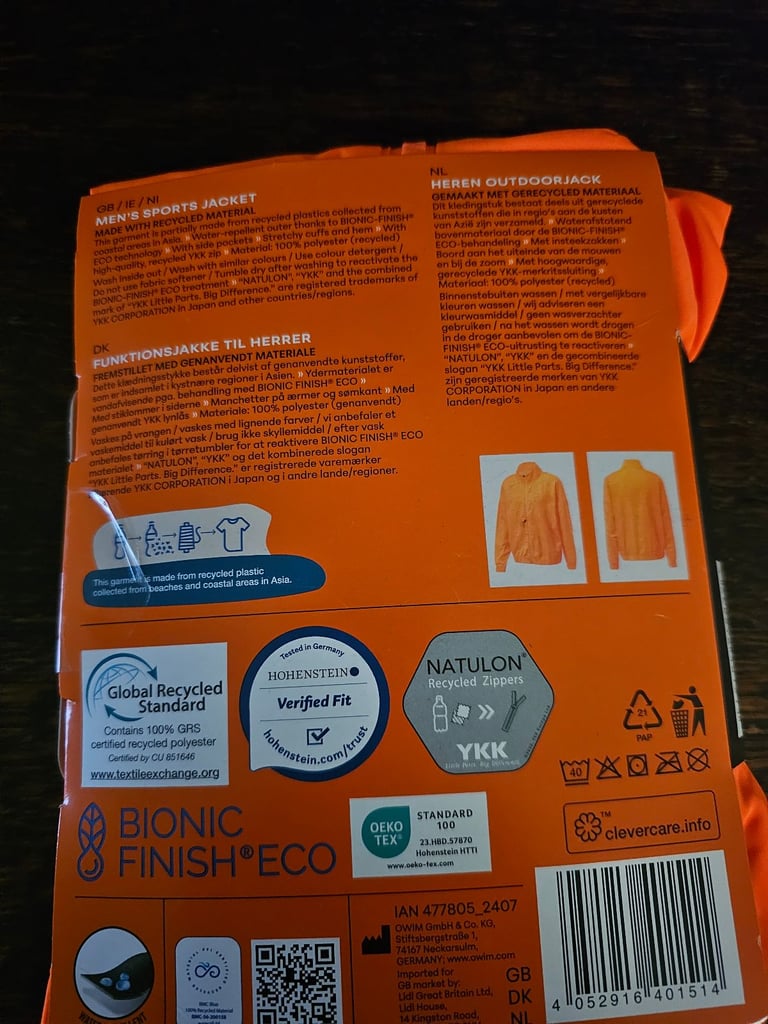 GB / IE / NI
MEN'S SPORTS JACKET
MADE WITH RECYCLED MATERIAL
This garment is partially made from recycled plastics collected from
coastal areas in Asia. » Water-repellent outer thanks to BIONIC-FINISH®
ECO technology » With side pockets » Stretchy cuffs and hem » With
high-quality, recycled YKK zip » Material: 100% polyester (recycled)
Wash inside out / Wash with similar colours / Use colour detergent /
Do not use fabric softener / Tumble dry after washing to reactivate the
BIONIC-FINISH® ECO treatment » "NATULON", "YKK" and the combined
mark of "YKK Little Parts. Big Difference." are registered trademarks of
YKK CORPORATION in Japan and other countries/regions.
DK
FUNKTIONSJAKKE TIL HERRER
FREMSTILLET MED GENANVENDT MATERIALE
Dette klædningsstykke består delvist af genanvendte kunststoffer,
som er indsamlet i kystnære regioner i Asien. » Ydermaterialet er
vandafvisende pga. behandling med BIONIC FINISH® ECO »
Med stiklommer i siderne » Manchetter på ærmer og sømkant » Med
genanvendt YKK lynlås » Materiale: 100% polyester (genanvendt)
Vaskes på vrangen / vaskes med lignende farver / vi anbefaler et
vaskemiddel til kulørt vask / brug ikke skyllemiddel / efter vask
anbefales tørring i tørretumbler for at reaktivere BIONIC FINISH® ECO
materialet » "NATULON", "YKK" og det kombinerede slogan
"YKK Little Parts. Big Difference." er registrerede varemærker
YKK CORPORATION i Japan og i andre lande/regioner.
NL
HEREN OUTDOORJACK
GEMAAKT MET GERECYCLED MATERIAAL
Dit kledingstuk bestaat deels uit gerecyclede
kunststoffen die in regio's aan de kusten
van Azië zijn verzameld. » Waterafstotend
bovenmateriaal door de BIONIC-FINISH®
ECO-behandeling » Met insteekzakken »
Boord aan het uiteinde van de mouwen
en bij de zoom » Met hoogwaardige,
gerecyclede YKK-merkritssluiting »
Materiaal: 100% polyester (recycled)
Binnenstebuiten wassen / met vergelijkbare
kleuren wassen / wij adviseren een
kleurwasmiddel / geen wasverzachter
gebruiken / na het wassen wordt drogen
in de droger aanbevolen om de BIONIC-
FINISH® ECO-uitrusting te reactiveren »
"NATULON", "YKK" en de gecombineerde
slogan "YKK Little Parts. Big Difference."
zijn geregistreerde merken van YKK
CORPORATION in Japan en andere
landen/regio's.
This garment is made from recycled plastic
collected from beaches and coastal areas in Asia.
Global Recycled
Standard
Contains 100% GRS
certified recycled polyester
Certified by CU 851646
www.textileexchange.org
Tested in Germany
HOHENSTEIN
Verified Fit
hohenstein.com/trust
NATULON®
Recycled Zippers
YKK
Little Parts. Big Difference.
21
PAP
40
BIONIC
FINISH® ECO
OEKO
TEX®
STANDARD
100
23.HBD.57870
Hohenstein HTTI
www.oeko-tex.com
™
clevercare.info
IAN 477805_2407
OWIM GmbH & Co. KG,
Stiftsbergstraße 1,
74167 Neckarsulm,
GERMANY; www.owim.com
Imported for
GB market by:
Lidl Great Britain Ltd,
Lidl House,
14 Kingston Road,
GB
DK
NL
4 052916 401514